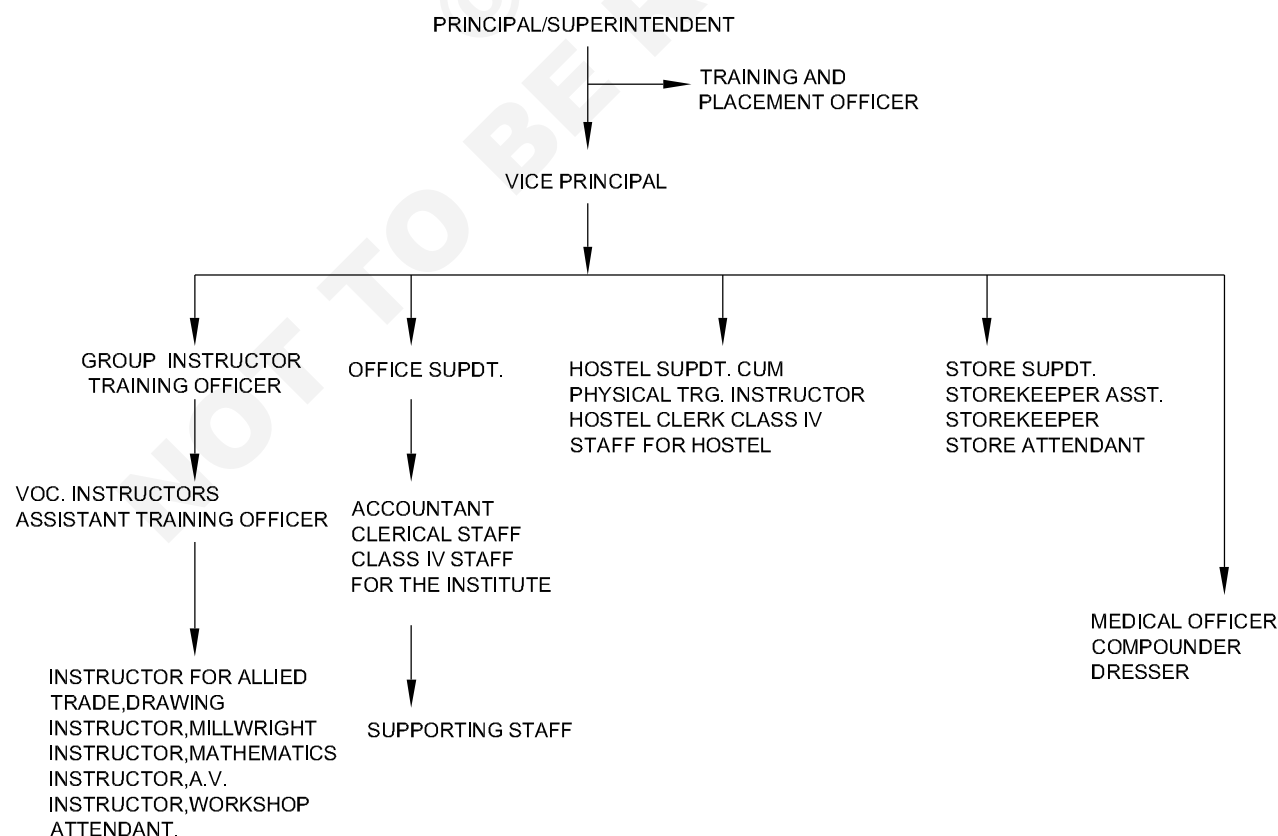 PRINCIPAL/SUPERINTENDENT
TRAINING AND
PLACEMENT OFFICER
VICE PRINCIPAL
GROUP INSTRUCTOR
TRAINING OFFICER
OFFICE SUPDT.
HOSTEL SUPDT. CUM
PHYSICAL TRG. INSTRUCTOR
HOSTEL CLERK CLASS IV
STAFF FOR HOSTEL
STORE SUPDT.
STOREKEEPER ASST.
STOREKEEPER
STORE ATTENDANT
VOC. INSTRUCTORS
ASSISTANT TRAINING OFFICER
ACCOUNTANT
CLERICAL STAFF
CLASS IV STAFF
FOR THE INSTITUTE
MEDICAL OFFICER
COMPOUNDER
DRESSER
INSTRUCTOR FOR ALLIED
TRADE,DRAWING
INSTRUCTOR,MILLWRIGHT
INSTRUCTOR,MATHEMATICS
INSTRUCTOR,A.V.
INSTRUCTOR,WORKSHOP
ATTENDANT.
SUPPORTING STAFF
NOT TO BE
©